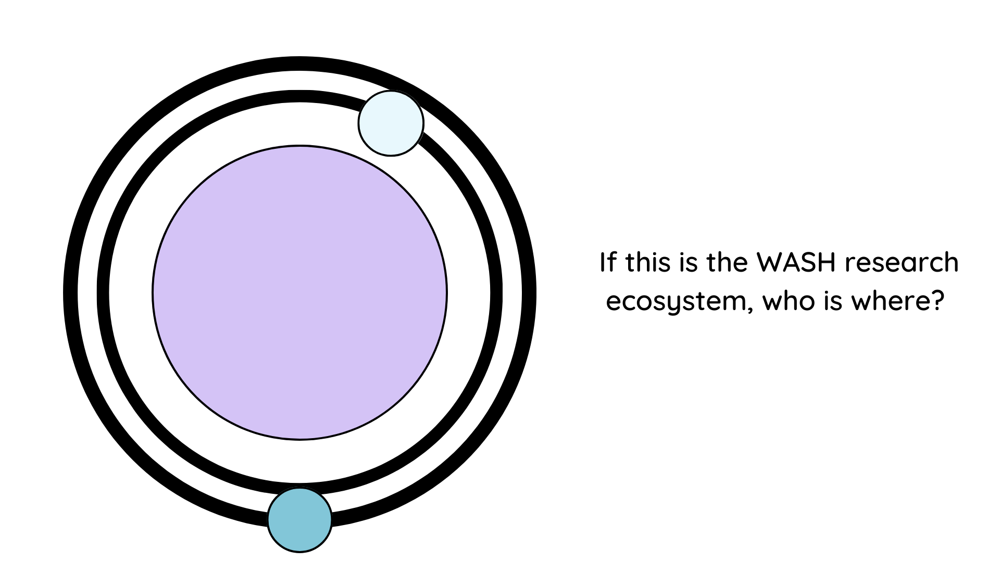 If this is the WASH research
ecosystem, who is where?